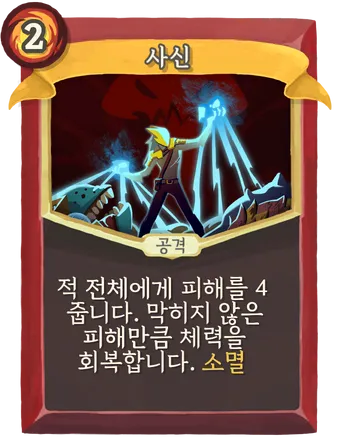 2
사신
공격
적 전체에게 피해를 4
줍니다. 막히지 않은
피해만큼 체력을
회복합니다. 소멸